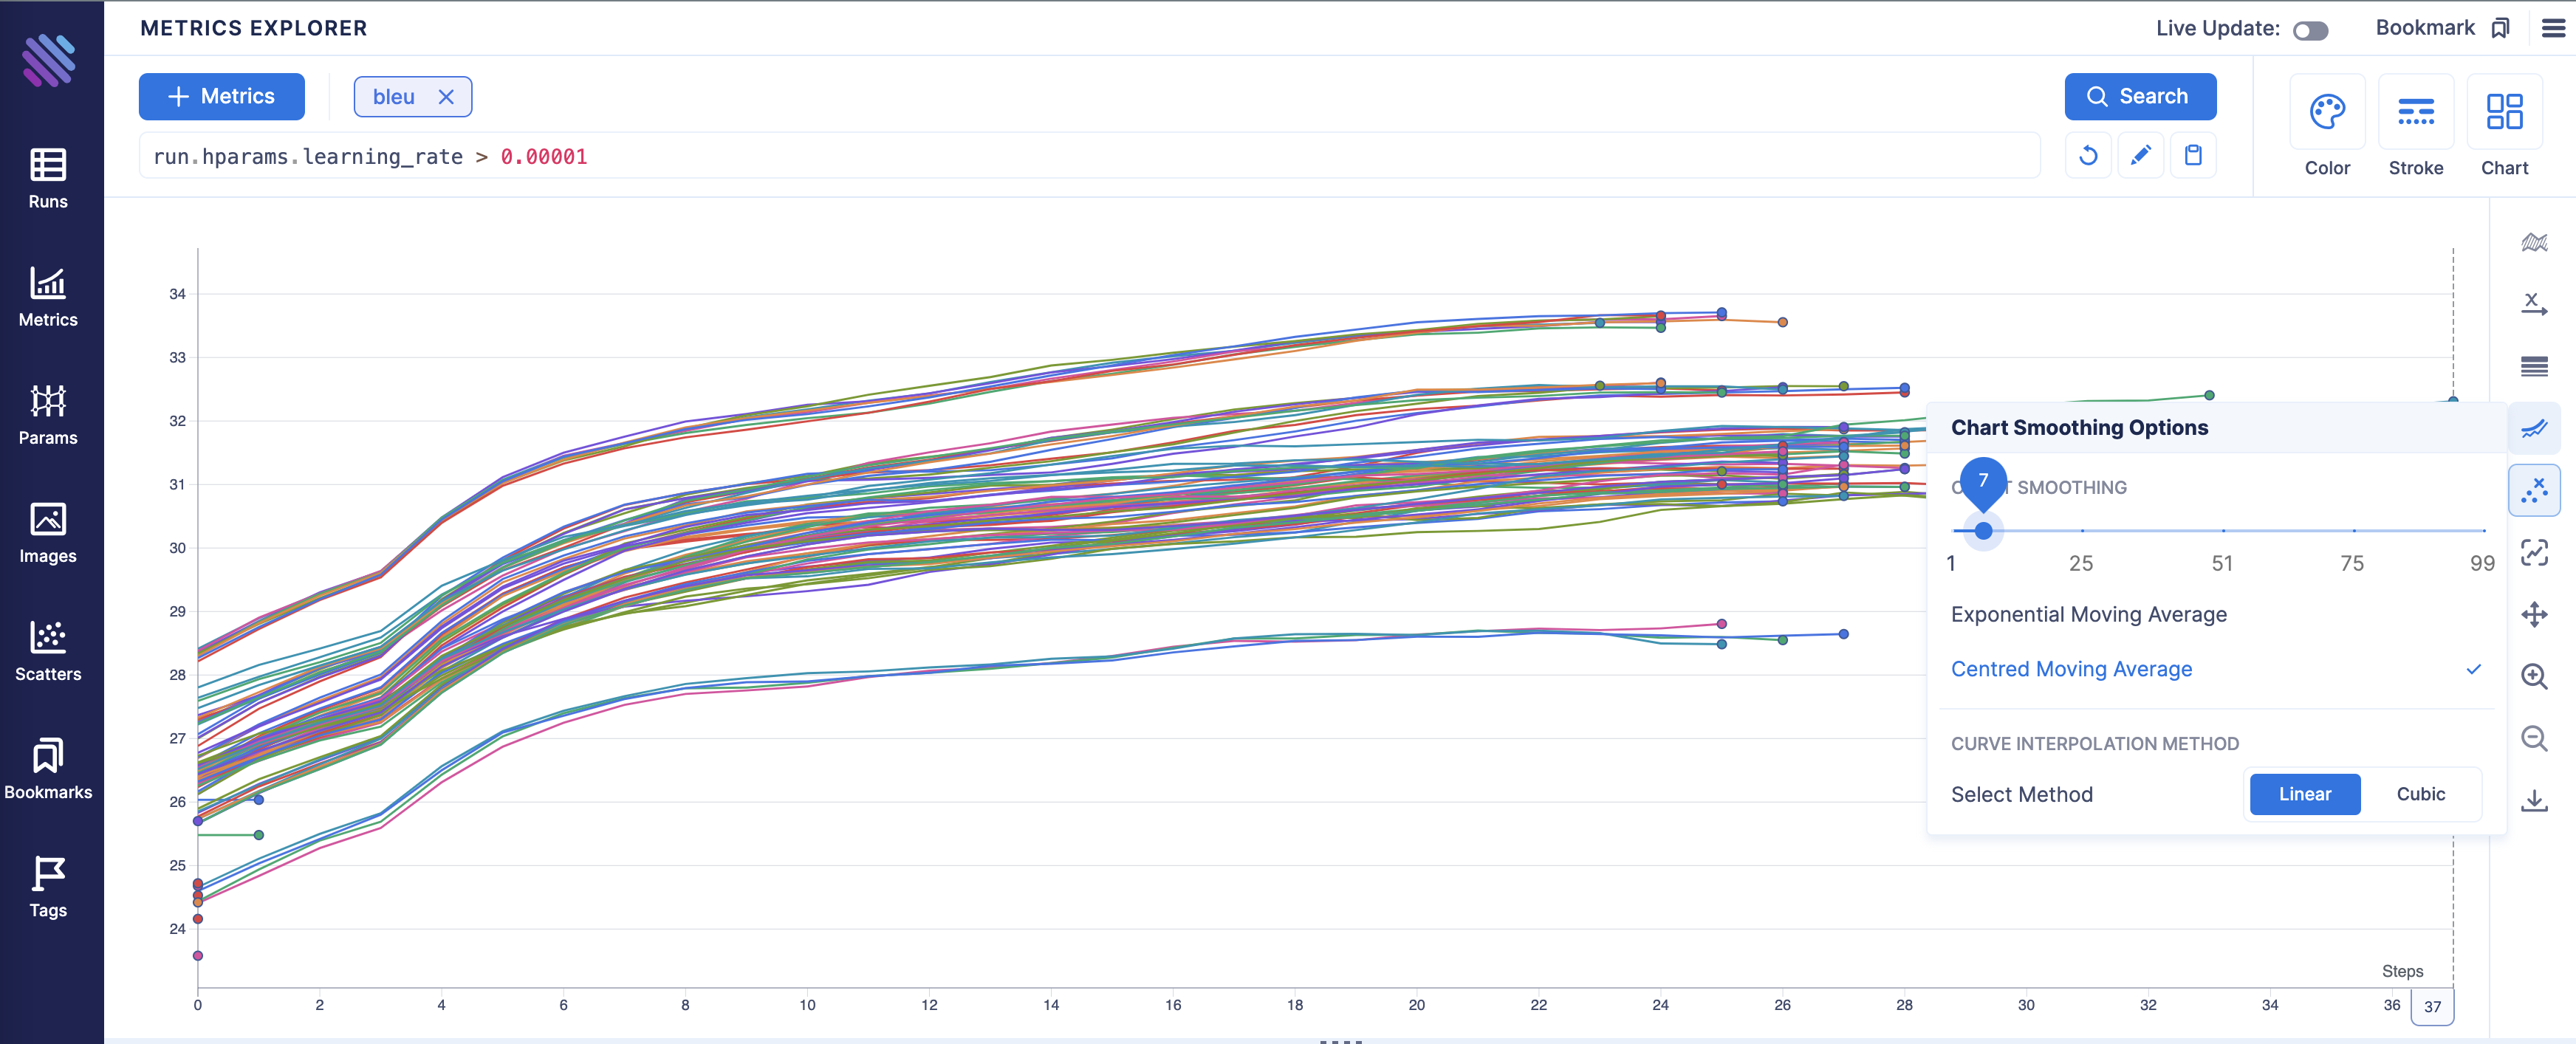 METRICS EXPLORER
Live Update:
Bookmark
Metrics
bleu
Search
run.hparams.learning_rate > 0.00001
Color
Stroke
Chart
Runs
Metrics
Params
Images
Scatters
Bookmarks
Tags
34
33
32
31
30
29
28
27
26
25
24
0
2
4
6
8
10
12
14
16
18
20
22
24
26
28
30
32
34
36
37
Steps
Chart Smoothing Options
7
SMOOTHING
1
25
51
75
99
Exponential Moving Average
Centred Moving Average
CURVE INTERPOLATION METHOD
Select Method
Linear
Cubic